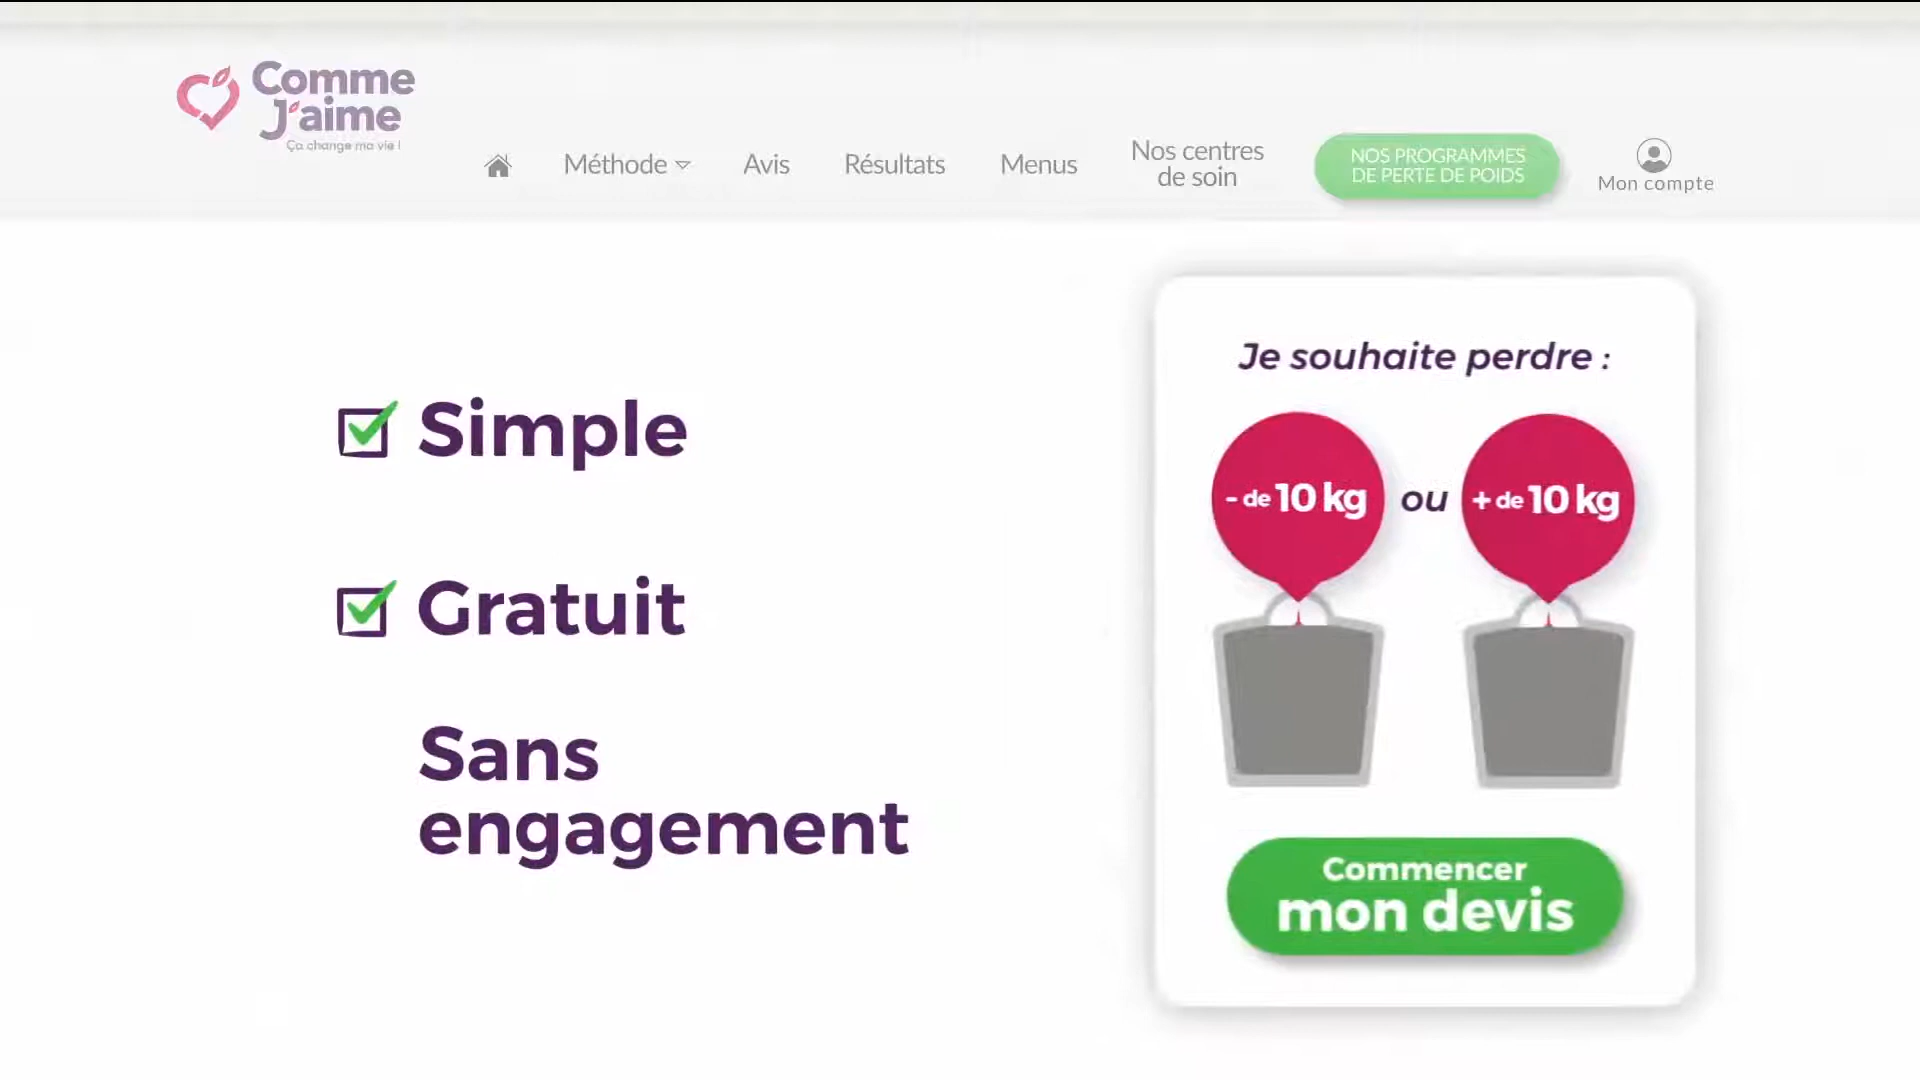 Comme
J'aime
Ça change ma vie !
Méthode
Avis
Résultats
Menus
Nos centres
de soin
NOS PROGRAMMES
DE PERTE DE POIDS
Mon compte
Simple
Gratuit
Sans
engagement
Je souhaite perdre :
- de 10 kg ou + de 10 kg
Commencer
mon devis